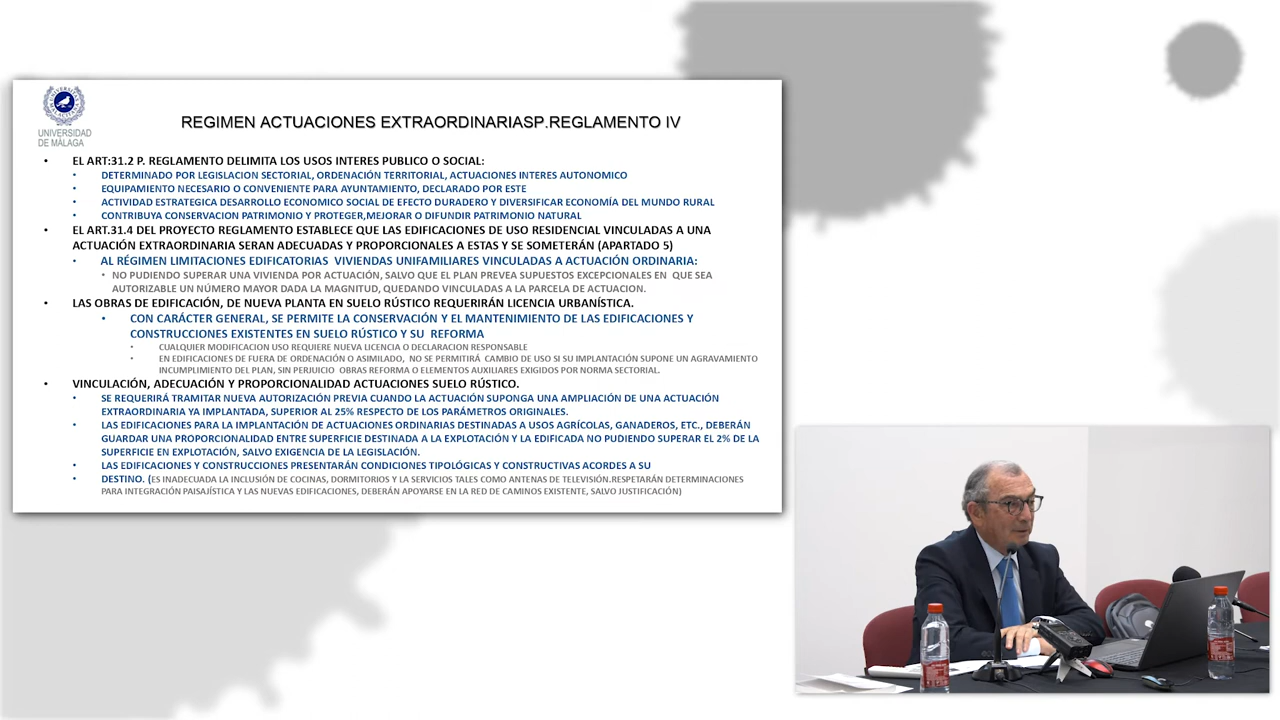 UNIVERSIDAD
DE MÁLAGA
REGIMEN ACTUACIONES EXTRAORDINARIASP.REGLAMENTO IV
• EL ART:31.2 P. REGLAMENTO DELIMITA LOS USOS INTERES PUBLICO O SOCIAL:
• DETERMINADO POR LEGISLACION SECTORIAL, ORDENACIÓN TERRITORIAL, ACTUACIONES INTERES AUTONOMICO
• EQUIPAMIENTO NECESARIO O CONVENIENTE PARA AYUNTAMIENTO, DECLARADO POR ESTE
• ACTIVIDAD ESTRATEGICA DESARROLLO ECONOMICO SOCIAL DE EFECTO DURADERO Y DIVERSIFICAR ECONOMÍA DEL MUNDO RURAL
• CONTRIBUYA CONSERVACION PATRIMONIO Y PROTEGER,MEJORAR O DIFUNDIR PATRIMONIO NATURAL
• EL ART.31.4 DEL PROYECTO REGLAMENTO ESTABLECE QUE LAS EDIFICACIONES DE USO RESIDENCIAL VINCULADAS A UNA
ACTUACIÓN EXTRAORDINARIA SERAN ADECUADAS Y PROPORCIONALES A ESTAS Y SE SOMETERÁN (APARTADO 5)
• AL RÉGIMEN LIMITACIONES EDIFICATORIAS VIVIENDAS UNIFAMILIARES VINCULADAS A ACTUACIÓN ORDINARIA:
• NO PUDIENDO SUPERAR UNA VIVIENDA POR ACTUACIÓN, SALVO QUE EL PLAN PREVEA SUPUESTOS EXCEPCIONALES EN QUE SEA
AUTORIZABLE UN NÚMERO MAYOR DADA LA MAGNITUD, QUEDANDO VINCULADAS A LA PARCELA DE ACTUACION.
• LAS OBRAS DE EDIFICACIÓN, DE NUEVA PLANTA EN SUELO RÚSTICO REQUERIRÁN LICENCIA URBANÍSTICA.
• CON CARÁCTER GENERAL, SE PERMITE LA CONSERVACIÓN Y EL MANTENIMIENTO DE LAS EDIFICACIONES Y
CONSTRUCCIONES EXISTENTES EN SUELO RÚSTICO Y SU REFORMA
• CUALQUIER MODIFICACION USO REQUIERE NUEVA LICENCIA O DECLARACION RESPONSABLE
• EN EDIFICACIONES DE FUERA DE ORDENACIÓN O ASIMILADO, NO SE PERMITIRÁ CAMBIO DE USO SI SU IMPLANTACIÓN SUPONE UN AGRAVAMIENTO
INCUMPLIMIENTO DEL PLAN, SIN PERJUICIO OBRAS REFORMA O ELEMENTOS AUXILIARES EXIGIDOS POR NORMA SECTORIAL.
• VINCULACIÓN, ADECUACIÓN Y PROPORCIONALIDAD ACTUACIONES SUELO RÚSTICO.
• SE REQUERIRÁ TRAMITAR NUEVA AUTORIZACIÓN PREVIA CUANDO LA ACTUACIÓN SUPONGA UNA AMPLIACIÓN DE UNA ACTUACIÓN
EXTRAORDINARIA YA IMPLANTADA, SUPERIOR AL 25% RESPECTO DE LOS PARÁMETROS ORIGINALES.
• LAS EDIFICACIONES PARA LA IMPLANTACIÓN DE ACTUACIONES ORDINARIAS DESTINADAS A USOS AGRÍCOLAS, GANADEROS, ETC., DEBERÁN
GUARDAR UNA PROPORCIONALIDAD ENTRE SUPERFICIE DESTINADA A LA EXPLOTACIÓN Y LA EDIFICADA NO PUDIENDO SUPERAR EL 2% DE LA
SUPERFICIE EN EXPLOTACIÓN, SALVO EXIGENCIA DE LA LEGISLACIÓN.
• LAS EDIFICACIONES Y CONSTRUCCIONES PRESENTARÁN CONDICIONES TIPOLÓGICAS Y CONSTRUCTIVAS ACORDES A SU
• DESTINO. (ES INADECUADA LA INCLUSIÓN DE COCINAS, DORMITORIOS Y LA SERVICIOS TALES COMO ANTENAS DE TELEVISIÓN.RESPETARÁN DETERMINACIONES
PARA INTEGRACIÓN PAISAJÍSTICA Y LAS NUEVAS EDIFICACIONES, DEBERÁN APOYARSE EN LA RED DE CAMINOS EXISTENTE, SALVO JUSTIFICACIÓN)